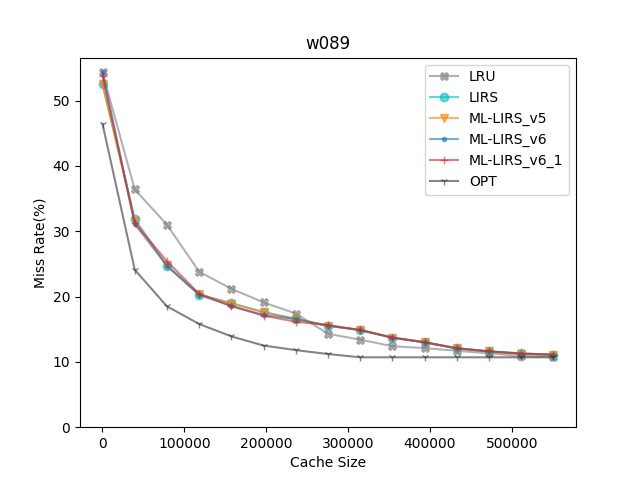 w089
LRU
LIRS
ML-LIRS_v5
ML-LIRS_v6
ML-LIRS_v6_1
OPT
Miss Rate(%)
50
40
30
20
10
0
0 100000 200000 300000 400000 500000
Cache Size